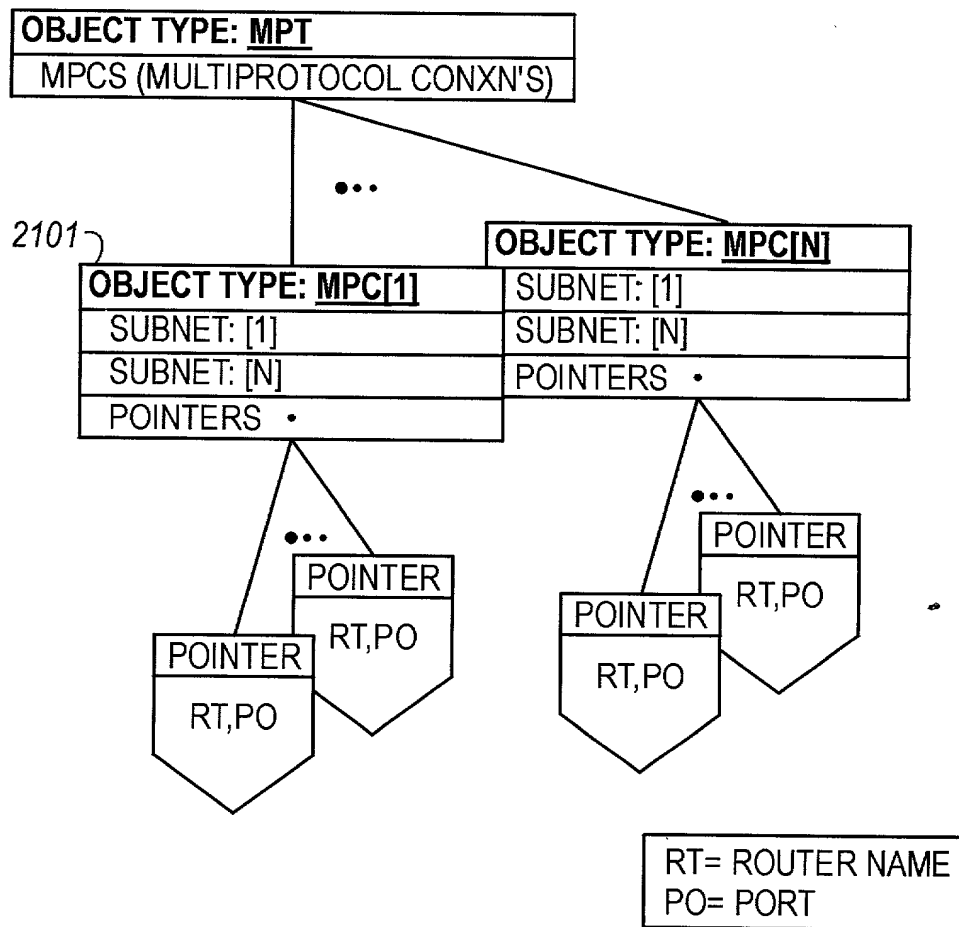 OBJECT TYPE: MPT
MPCS (MULTIPROTOCOL CONXN'S)
2101
OBJECT TYPE: MPC[1]
SUBNET: [1]
SUBNET: [N]
POINTERS
OBJECT TYPE: MPC[N]
SUBNET: [1]
SUBNET: [N]
POINTERS
POINTER
RT,PO
POINTER
RT,PO
POINTER
RT,PO
POINTER
RT,PO
RT= ROUTER NAME
PO= PORT